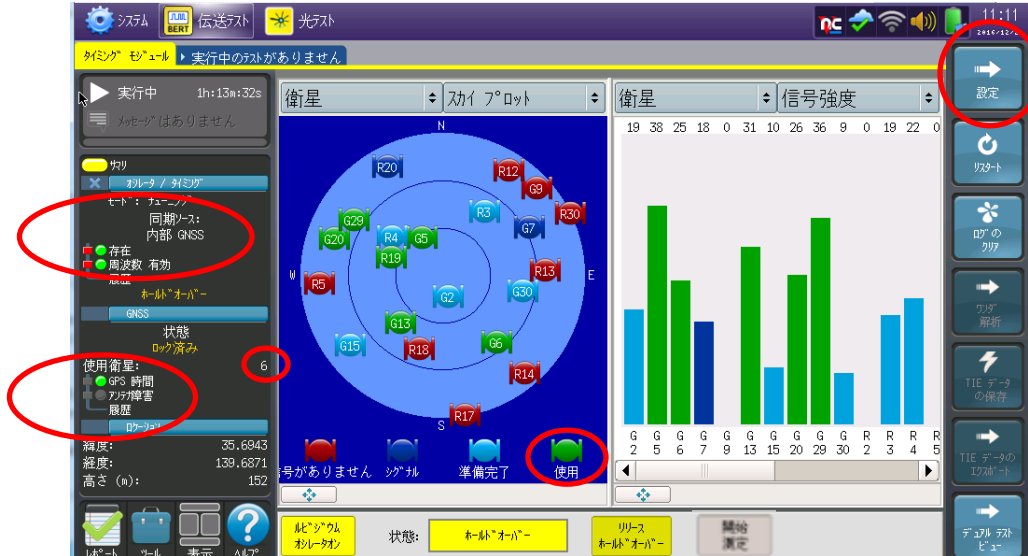 システム
BERT
伝送テスト
光テスト
nc
11:11
タイミング モジュール
実行中のテストがありません
実行中 1h:13m:32s
メッセージはありません
サマリ
オシレータ / タイミング
モード: チューニング
同期ソース:
内部 GNSS
存在
周波数 有効
履歴
ホールドオーバー
GNSS
状態
ロック済み
使用衛星: 6
GPS 時間
アンテナ障害
履歴
ロケーション
緯度: 35.6943
経度: 139.6871
高さ (m): 152
レポート ツール 表示 ヘルプ
衛星 スカイ プロット
N
R20
R12
G9
R3
R30
G29
G7
G20
R4
G5
R19
W
R5
R13
E
G2
G30
G13
G15
R18
G6
R14
S
R17
信号がありません シグナル 準備完了 使用
衛星 信号強度
19 38 25 18 0 31 10 26 36 9 0 19 22 0
G G G G G G G G G G R R R R
2 5 6 7 9 13 15 20 29 30 2 3 4 5
ルビジウム
オシレータオン
状態:
ホールドオーバー
リリース
ホールドオーバー
開始
測定
設定
リスタート
ログの
クリア
ワンダ
解析
TIE データ
の保存
TIE データの
エクスポート
デュアル テスト
ビュー